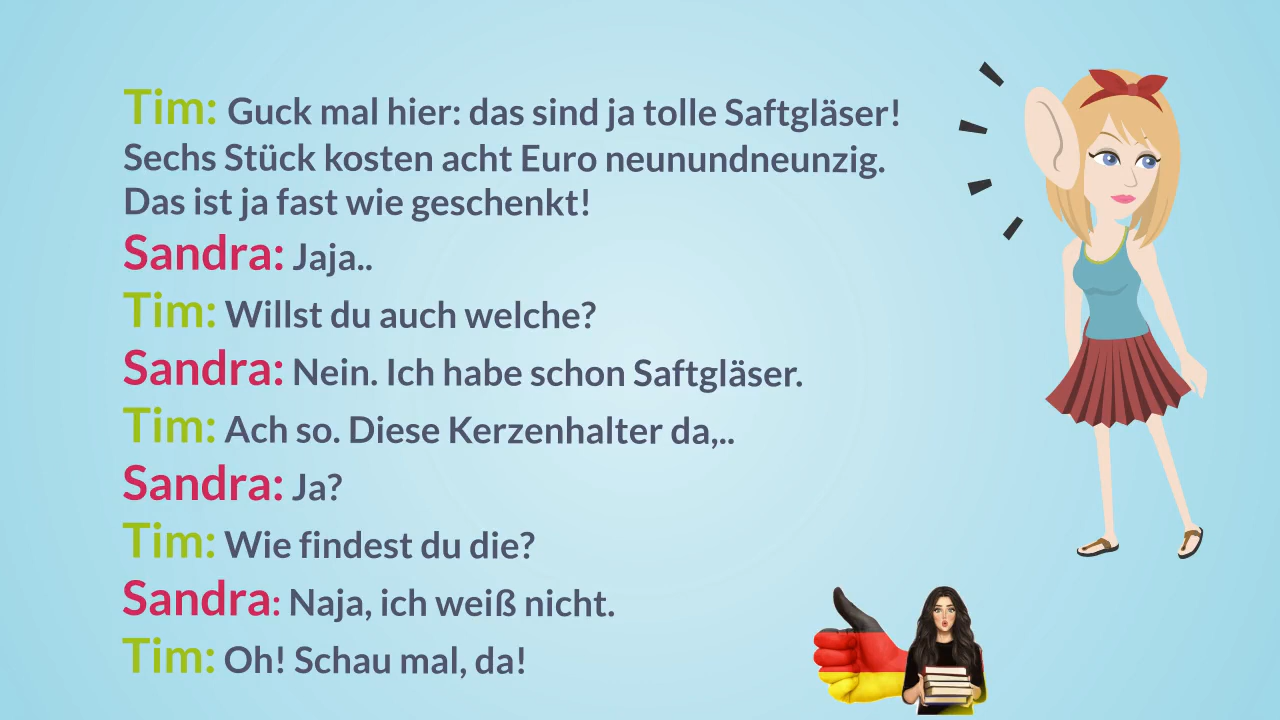 Tim: Guck mal hier: das sind ja tolle Saftgläser!
Sechs Stück kosten acht Euro neunundneunzig.
Das ist ja fast wie geschenkt!
Sandra: Jaja..
Tim: Willst du auch welche?
Sandra: Nein. Ich habe schon Saftgläser.
Tim: Ach so. Diese Kerzenhalter da,..
Sandra: Ja?
Tim: Wie findest du die?
Sandra: Naja, ich weiß nicht.
Tim: Oh! Schau mal, da!